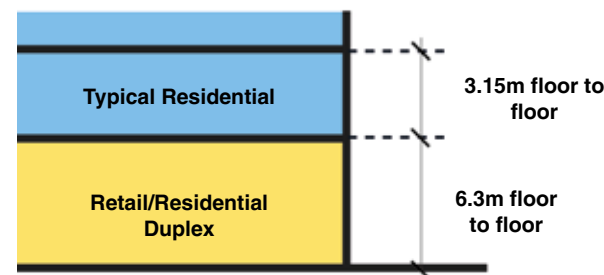 Typical Residential
3.15m floor to
floor
Retail/Residential
Duplex
6.3m floor
to floor